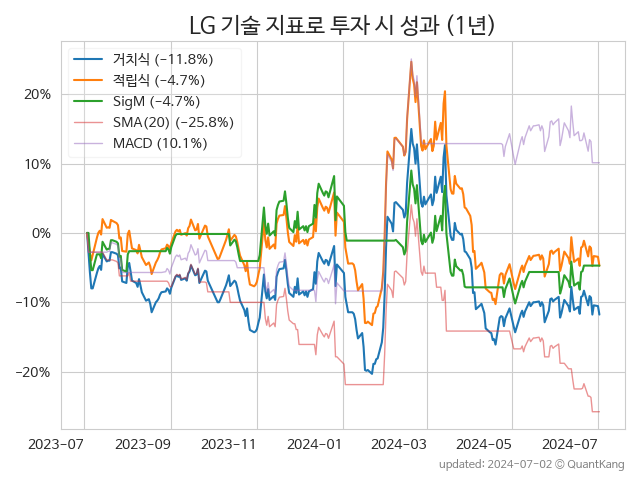 LG 기술 지표로 투자 시 성과 (1년)
거치식 (−11.8%)
적립식 (−4.7%)
SigM (−4.7%)
SMA(20) (−25.8%)
MACD (10.1%)
20%
10%
0%
−10%
−20%
2023-07 2023-09 2023-11 2024-01 2024-03 2024-05 2024-07
updated: 2024-07-02 © QuantKang